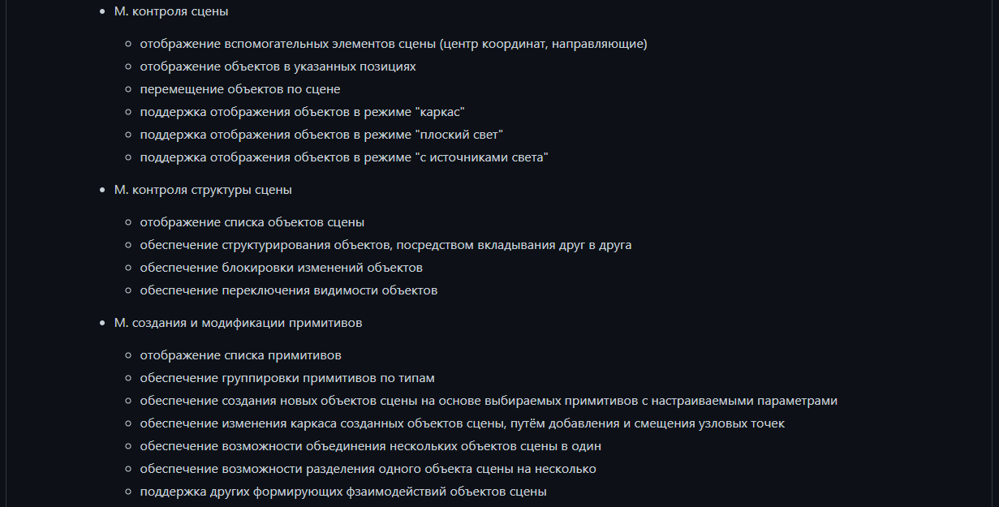 М. контроля сцены
отображение вспомогательных элементов сцены (центр координат, направляющие)
отображение объектов в указанных позициях
перемещение объектов по сцене
поддержка отображения объектов в режиме "каркас"
поддержка отображения объектов в режиме "плоский свет"
поддержка отображения объектов в режиме "с источниками света"
М. контроля структуры сцены
отображение списка объектов сцены
обеспечение структурирования объектов, посредством вкладывания друг в друга
обеспечение блокировки изменений объектов
обеспечение переключения видимости объектов
М. создания и модификации примитивов
отображение списка примитивов
обеспечение группировки примитивов по типам
обеспечение создания новых объектов сцены на основе выбираемых примитивов с настраиваемыми параметрами
обеспечение изменения каркаса созданных объектов сцены, путём добавления и смещения узловых точек
обеспечение возможности объединения нескольких объектов сцены в один
обеспечение возможности разделения одного объекта сцены на несколько
поддержка других формирующих фзаимодействий объектов сцены